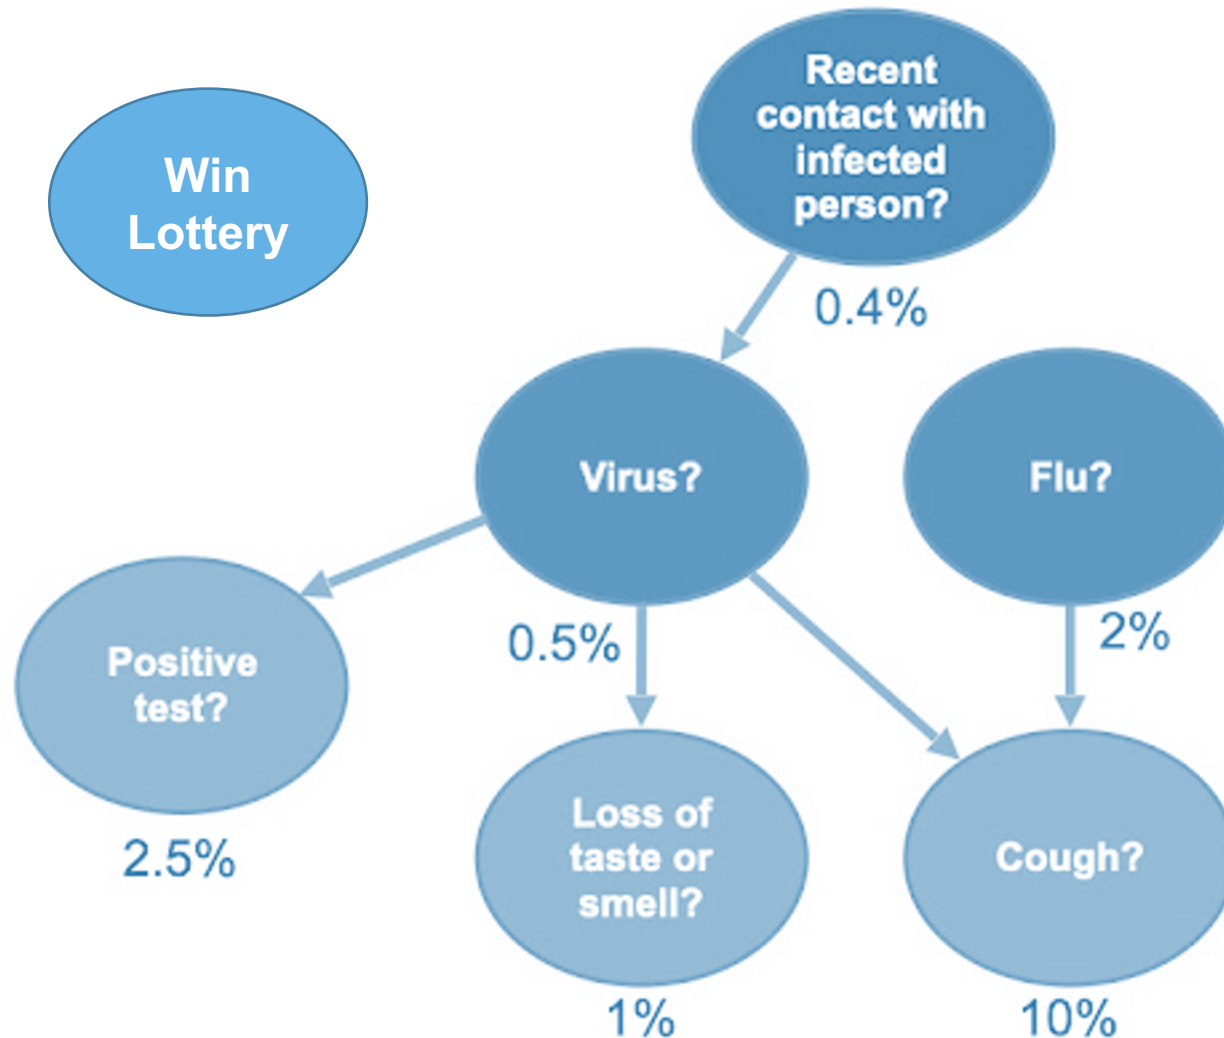 Recent
contact with
infected
person?
Win
Lottery
0.4%
Virus?
Flu?
0.5%
2%
Positive
test?
2.5%
Loss of
taste or
smell?
1%
Cough?
10%